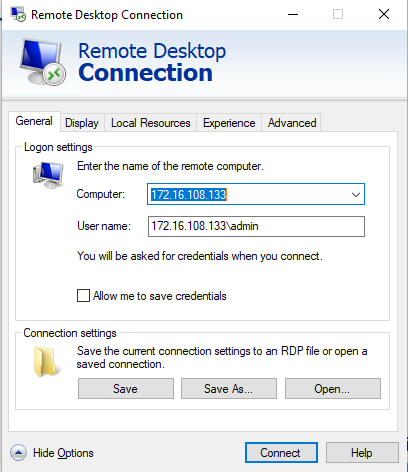 Remote Desktop Connection
Remote Desktop
Connection
General Display Local Resources Experience Advanced
Logon settings
Enter the name of the remote computer.
Computer: 172.16.108.133
User name: 172.16.108.133\admin
You will be asked for credentials when you connect.
Allow me to save credentials
Connection settings
Save the current connection settings to an RDP file or open a
saved connection.
Save Save As... Open...
Hide Options Connect Help